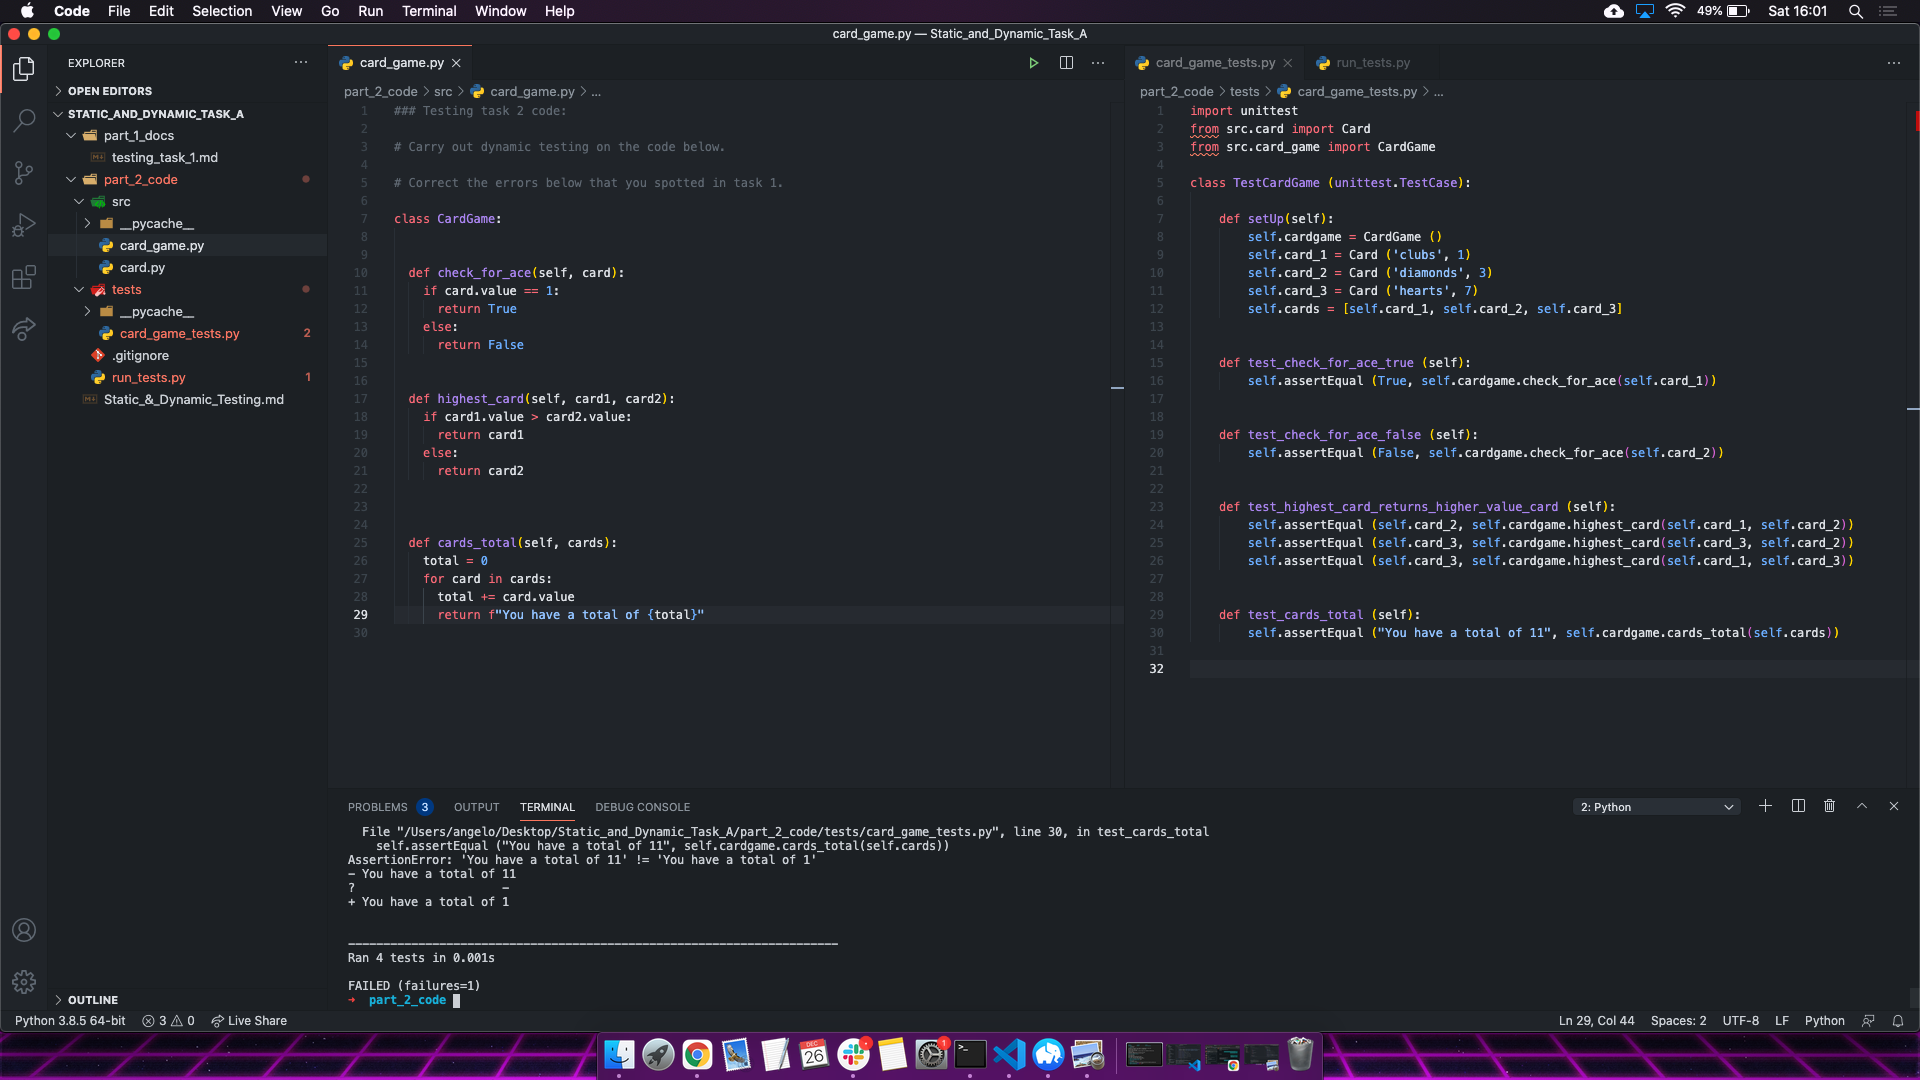 Code File Edit Selection View Go Run Terminal Window Help 49% Sat 16:01
card_game.py — Static_and_Dynamic_Task_A
EXPLORER
OPEN EDITORS
STATIC_AND_DYNAMIC_TASK_A
part_1_docs
testing_task_1.md
part_2_code
src
__pycache__
card_game.py
card.py
tests
__pycache__
card_game_tests.py 2
.gitignore
run_tests.py 1
Static_&_Dynamic_Testing.md
OUTLINE
card_game.py
part_2_code > src > card_game.py > ...
1 ### Testing task 2 code:
2
3 # Carry out dynamic testing on the code below.
4
5 # Correct the errors below that you spotted in task 1.
6
7 class CardGame:
8
9
10 def check_for_ace(self, card):
11 if card.value == 1:
12 return True
13 else:
14 return False
15
16
17 def highest_card(self, card1, card2):
18 if card1.value > card2.value:
19 return card1
20 else:
21 return card2
22
23
24
25 def cards_total(self, cards):
26 total = 0
27 for card in cards:
28 total += card.value
29 return f"You have a total of {total}"
30
card_game_tests.py run_tests.py
part_2_code > tests > card_game_tests.py > ...
1 import unittest
2 from src.card import Card
3 from src.card_game import CardGame
4
5 class TestCardGame (unittest.TestCase):
6
7 def setUp(self):
8 self.cardgame = CardGame ()
9 self.card_1 = Card ('clubs', 1)
10 self.card_2 = Card ('diamonds', 3)
11 self.card_3 = Card ('hearts', 7)
12 self.cards = [self.card_1, self.card_2, self.card_3]
13
14
15 def test_check_for_ace_true (self):
16 self.assertEqual (True, self.cardgame.check_for_ace(self.card_1))
17
18
19 def test_check_for_ace_false (self):
20 self.assertEqual (False, self.cardgame.check_for_ace(self.card_2))
21
22
23 def test_highest_card_returns_higher_value_card (self):
24 self.assertEqual (self.card_2, self.cardgame.highest_card(self.card_1, self.card_2))
25 self.assertEqual (self.card_3, self.cardgame.highest_card(self.card_3, self.card_2))
26 self.assertEqual (self.card_3, self.cardgame.highest_card(self.card_1, self.card_3))
27
28
29 def test_cards_total (self):
30 self.assertEqual ("You have a total of 11", self.cardgame.cards_total(self.cards))
31
32
PROBLEMS 3 OUTPUT TERMINAL DEBUG CONSOLE 2: Python
File "/Users/angelo/Desktop/Static_and_Dynamic_Task_A/part_2_code/tests/card_game_tests.py", line 30, in test_cards_total
self.assertEqual ("You have a total of 11", self.cardgame.cards_total(self.cards))
AssertionError: 'You have a total of 11' != 'You have a total of 1'
- You have a total of 11
? -
+ You have a total of 1
----------------------------------------------------------------------
Ran 4 tests in 0.001s
FAILED (failures=1)
➜ part_2_code
Python 3.8.5 64-bit 3 0 Live Share Ln 29, Col 44 Spaces: 2 UTF-8 LF Python
DEC
26
1